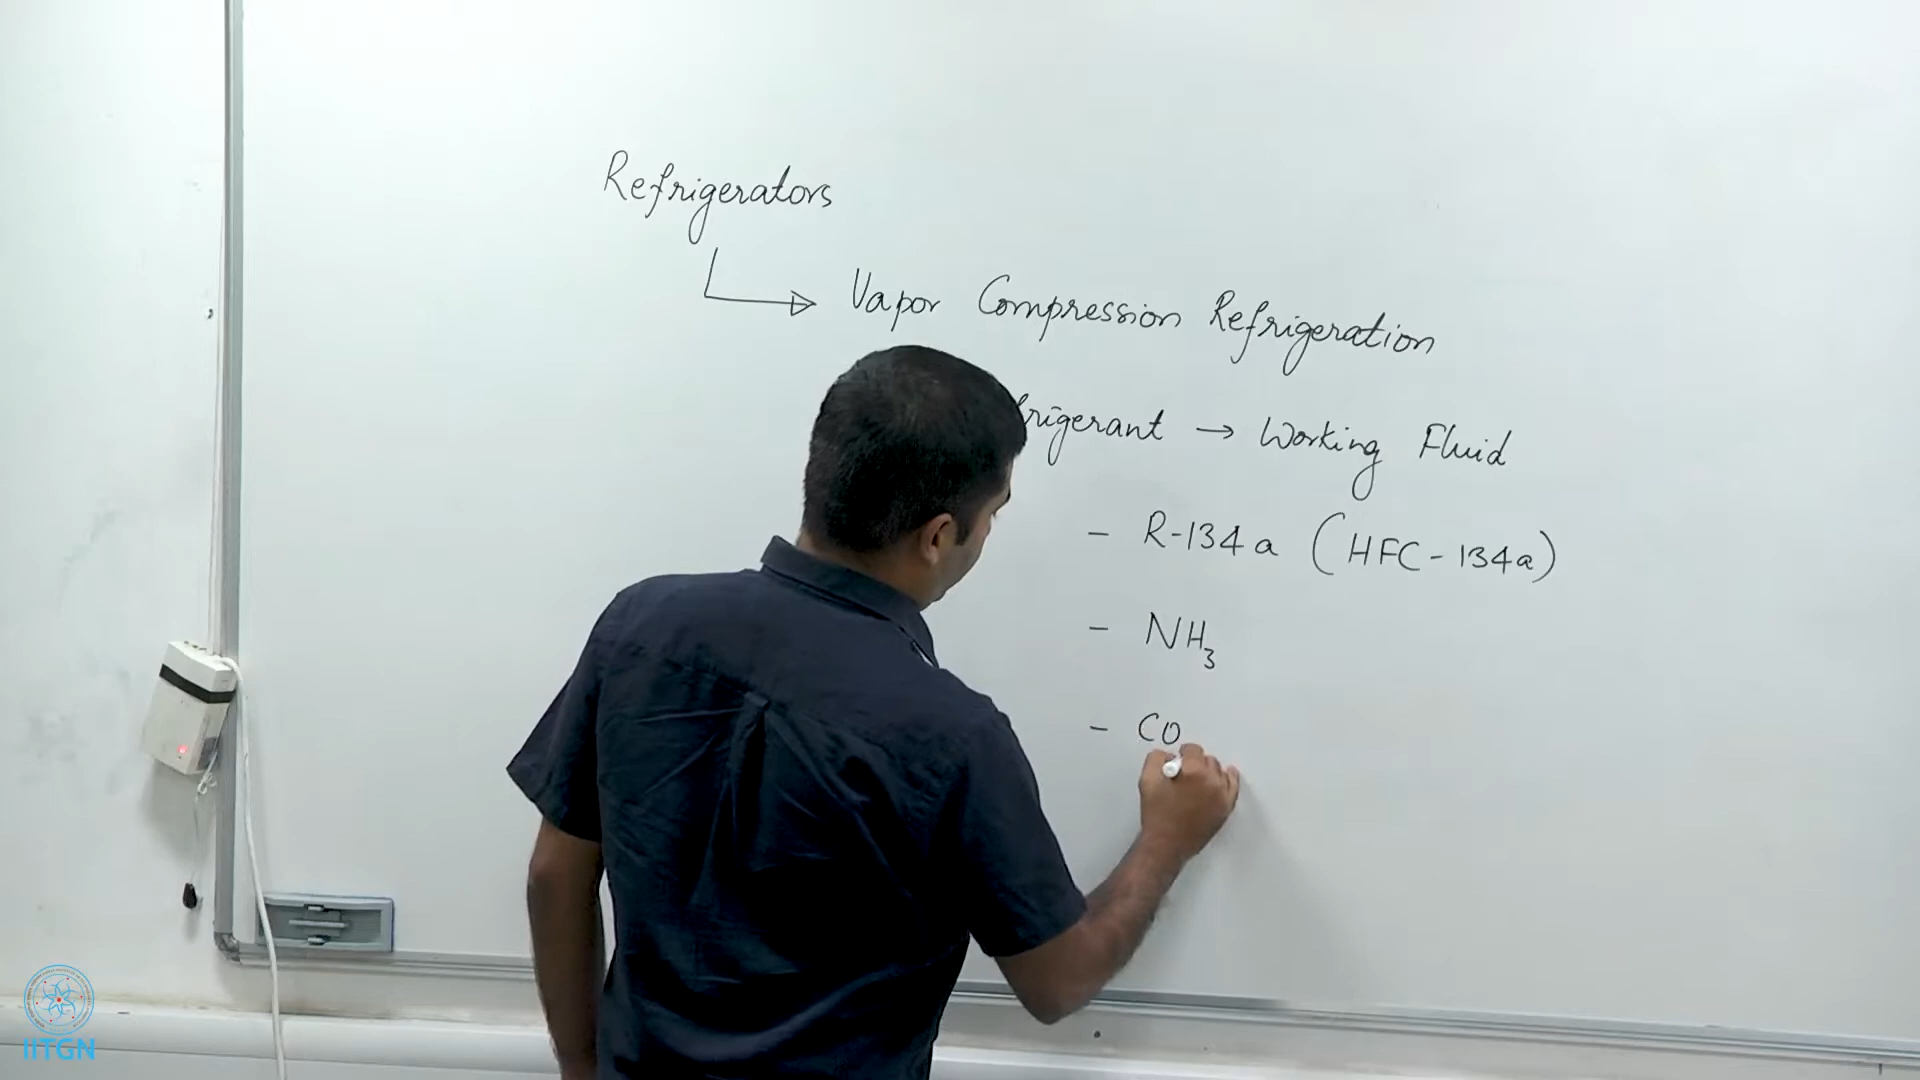 Refrigerators
Vapor Compression Refrigeration
frigerant → Working Fluid
- R-134a (HFC-134a)
- NH₃
- CO
IITGN